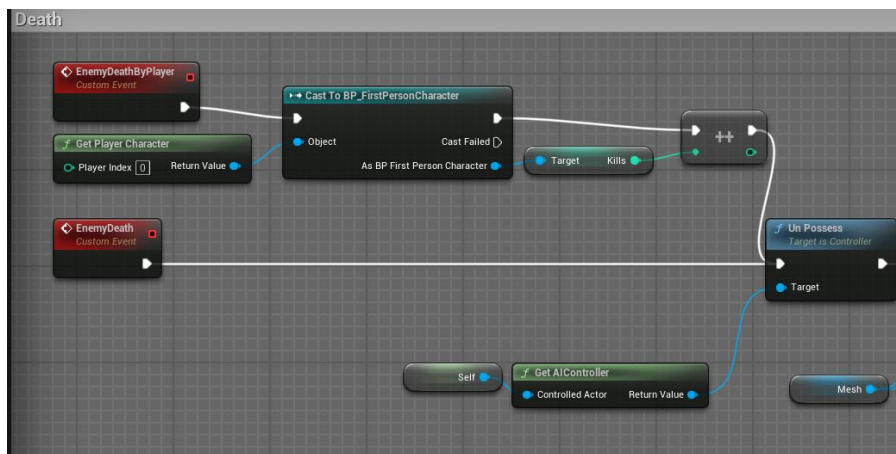 Death
EnemyDeathByPlayer
Custom Event
Cast To BP_FirstPersonCharacter
Object
Cast Failed
As BP First Person Character
f Get Player Character
Player Index 0
Return Value
Target
Kills
++
EnemyDeath
Custom Event
f Un Possess
Target is Controller
Target
Self
f Get AIController
Controlled Actor
Return Value
Mesh